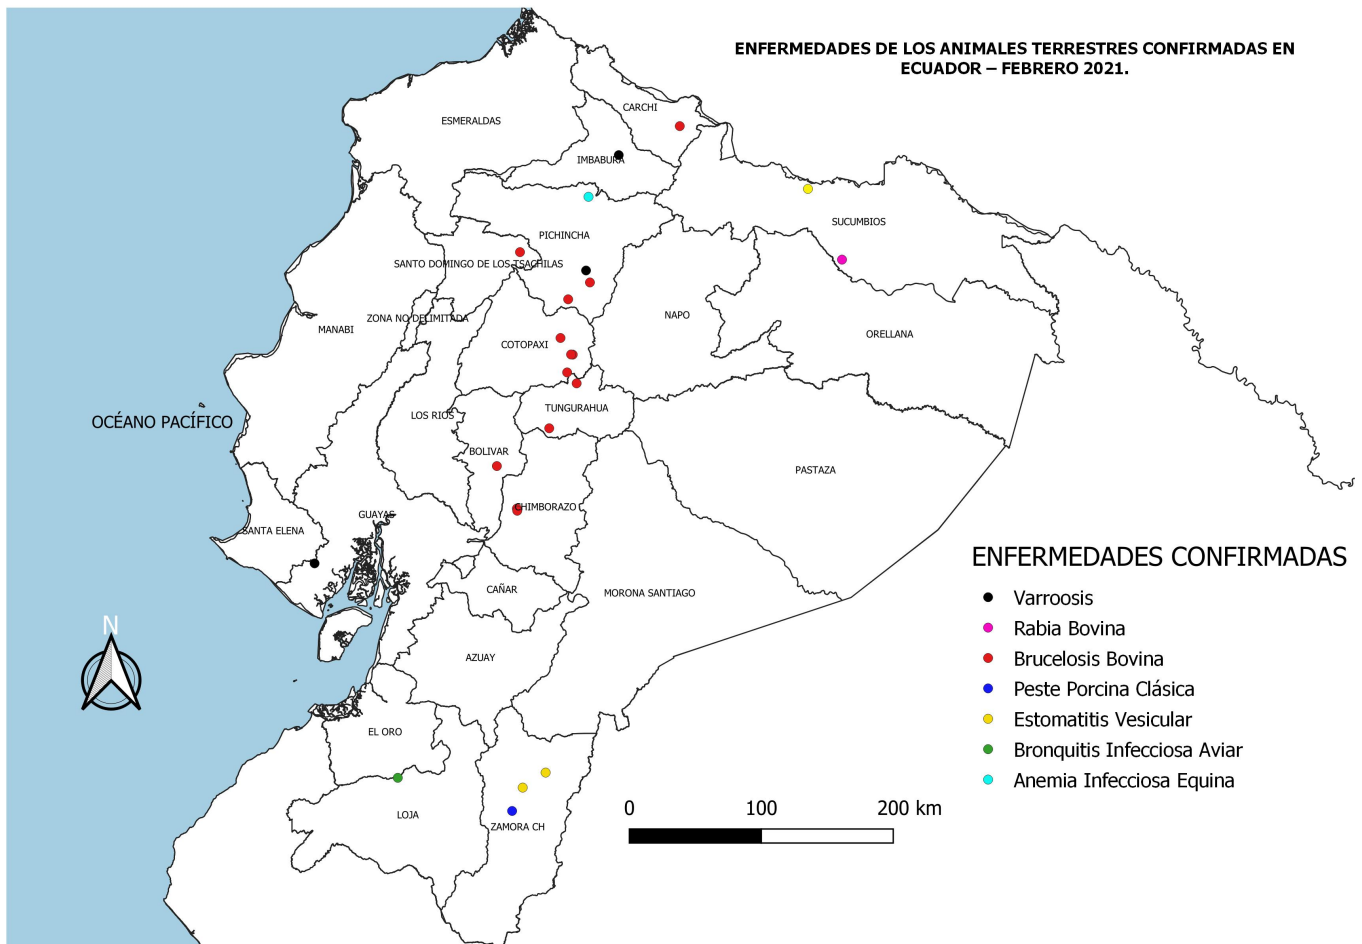 ENFERMEDADES DE LOS ANIMALES TERRESTRES CONFIRMADAS EN
ECUADOR – FEBRERO 2021.
CARCHI
ESMERALDAS
IMBABURA
SUCUMBIOS
PICHINCHA
SANTO DOMINGO DE LOS TSACHILAS
NAPO
ZONA NO DELIMITADA
MANABI
ORELLANA
COTOPAXI
TUNGURAHUA
LOS RIOS
OCÉANO PACÍFICO
BOLIVAR
PASTAZA
CHIMBORAZO
GUAYAS
SANTA ELENA
CAÑAR
MORONA SANTIAGO
AZUAY
N
EL ORO
LOJA
ZAMORA CH
ENFERMEDADES CONFIRMADAS
Varroosis
Rabia Bovina
Brucelosis Bovina
Peste Porcina Clásica
Estomatitis Vesicular
Bronquitis Infecciosa Aviar
Anemia Infecciosa Equina
0 100 200 km